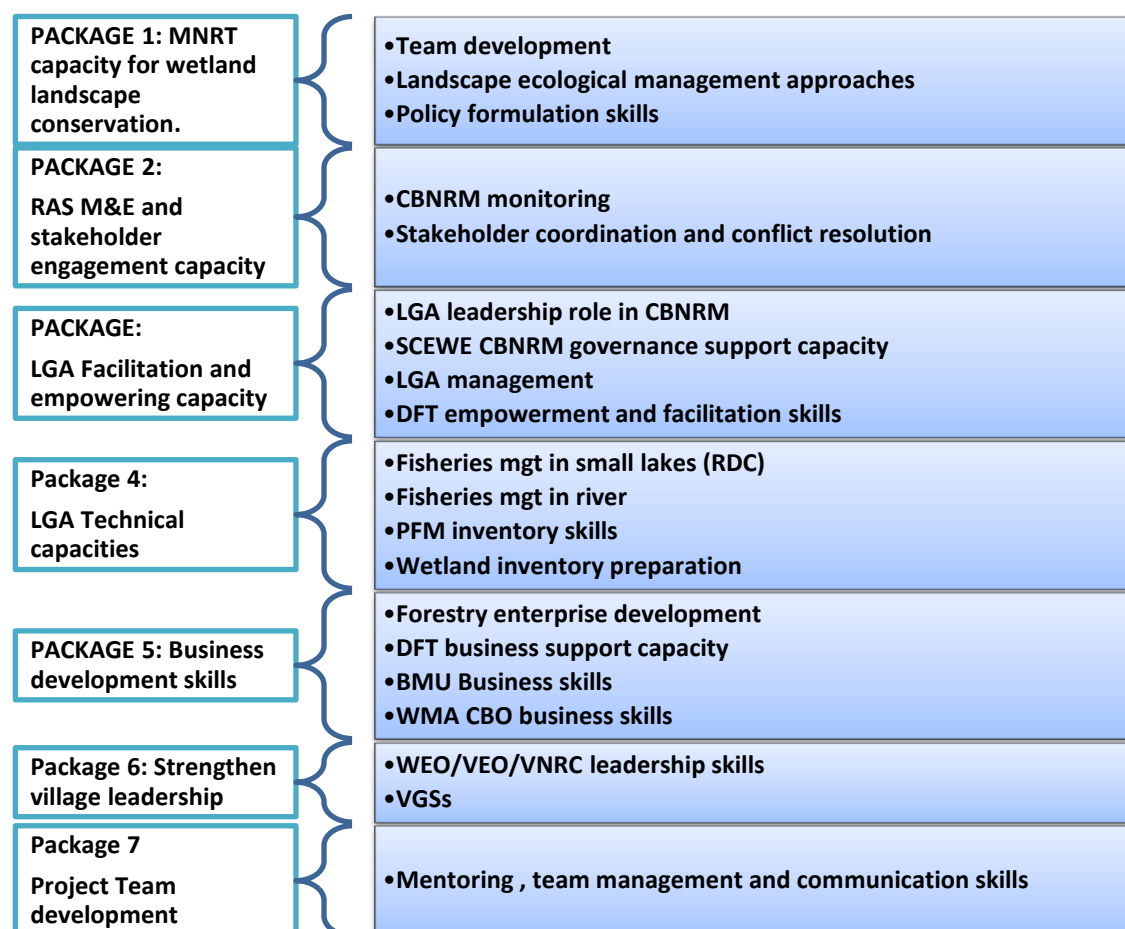 PACKAGE 1: MNRT
capacity for wetland
landscape
conservation.
•Team development
•Landscape ecological management approaches
•Policy formulation skills
PACKAGE 2:
RAS M&E and
stakeholder
engagement capacity
•CBNRM monitoring
•Stakeholder coordination and conflict resolution
PACKAGE:
LGA Facilitation and
empowering capacity
•LGA leadership role in CBNRM
•SCEWE CBNRM governance support capacity
•LGA management
•DFT empowerment and facilitation skills
Package 4:
LGA Technical
capacities
•Fisheries mgt in small lakes (RDC)
•Fisheries mgt in river
•PFM inventory skills
•Wetland inventory preparation
PACKAGE 5: Business
development skills
•Forestry enterprise development
•DFT business support capacity
•BMU Business skills
•WMA CBO business skills
Package 6: Strengthen
village leadership
•WEO/VEO/VNRC leadership skills
•VGSs
Package 7
Project Team
development
•Mentoring , team management and communication skills